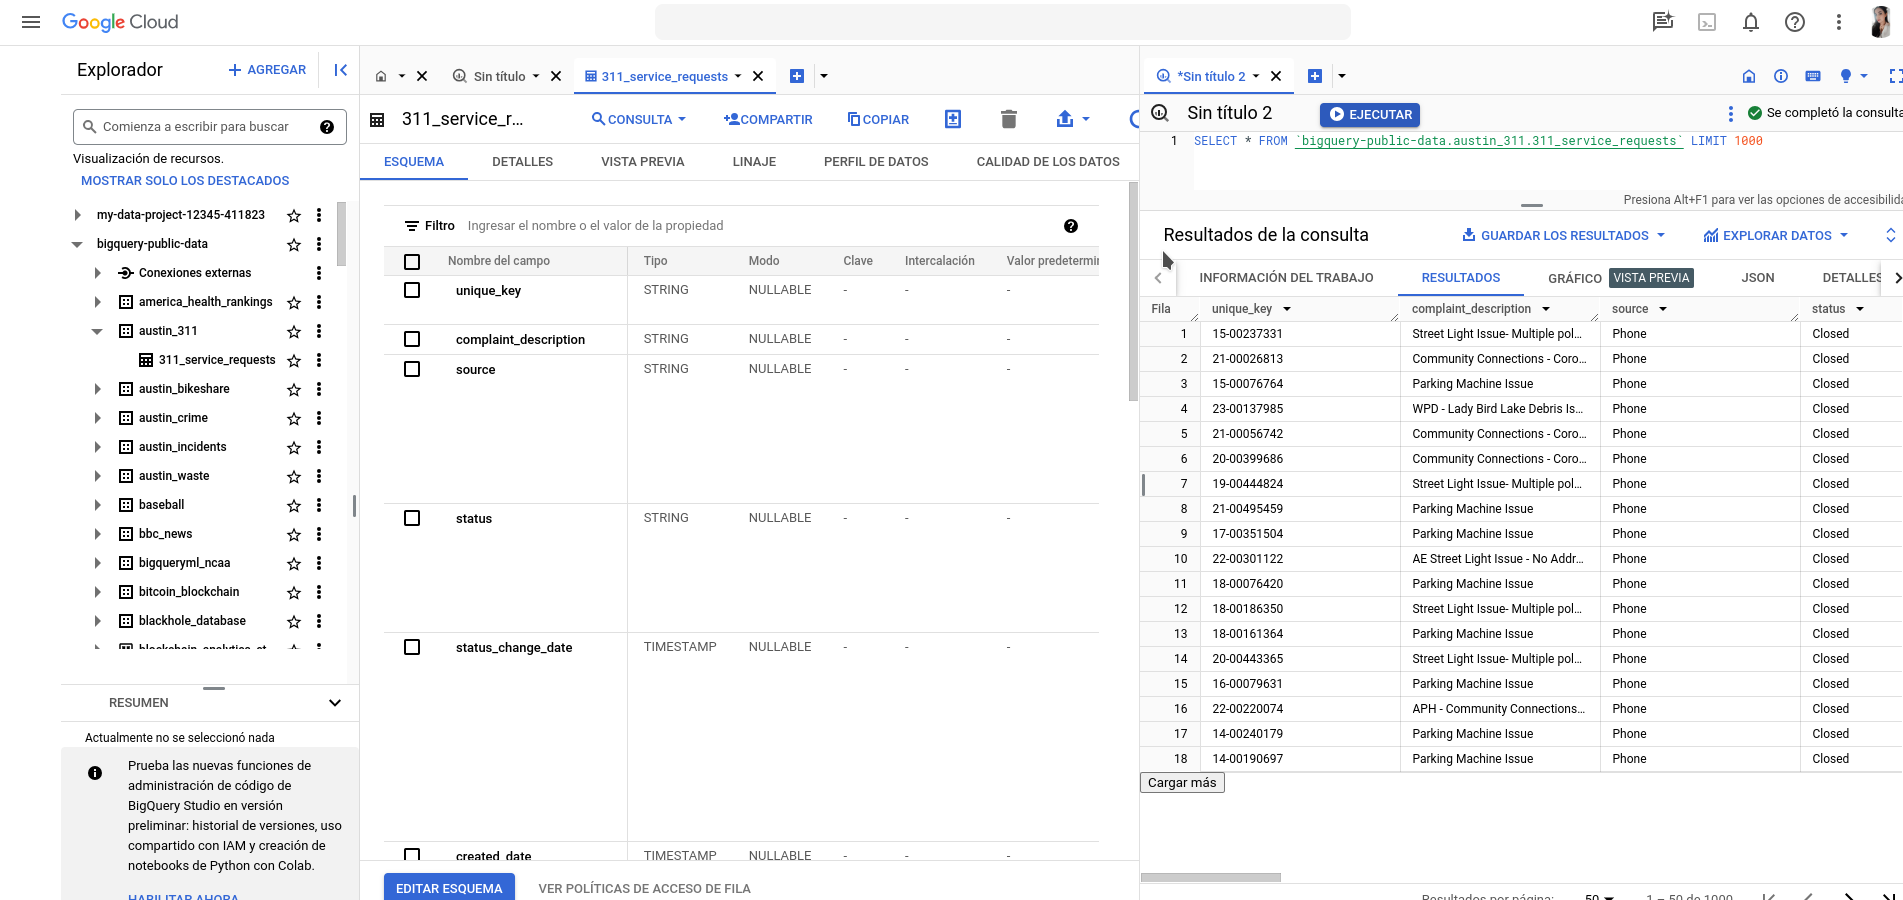 Google Cloud
Explorador
AGREGAR
Comienza a escribir para buscar
Visualización de recursos.
MOSTRAR SOLO LOS DESTACADOS
my-data-project-12345-411823
bigquery-public-data
Conexiones externas
america_health_rankings
austin_311
311_service_requests
austin_bikeshare
austin_crime
austin_incidents
austin_waste
baseball
bbc_news
bigqueryml_ncaa
bitcoin_blockchain
blackhole_database
RESUMEN
Actualmente no se seleccionó nada
Prueba las nuevas funciones de
administración de código de
BigQuery Studio en versión
preliminar: historial de versiones, uso
compartido con IAM y creación de
notebooks de Python con Colab.
HABILITAR AHORA
Sin título
311_service_requests
311_service_r...
CONSULTA
COMPARTIR
COPIAR
ESQUEMA DETALLES VISTA PREVIA LINAJE PERFIL DE DATOS CALIDAD DE LOS DATOS
Filtro Ingresar el nombre o el valor de la propiedad
Nombre del campo Tipo Modo Clave Intercalación Valor predetermin
unique_key STRING NULLABLE - - -
complaint_description STRING NULLABLE - - -
source STRING NULLABLE - - -
status STRING NULLABLE - - -
status_change_date TIMESTAMP NULLABLE - - -
created_date TIMESTAMP NULLABLE - - -
EDITAR ESQUEMA VER POLÍTICAS DE ACCESO DE FILA
*Sin título 2
Sin título 2
EJECUTAR
Se completó la consulta
1 SELECT * FROM `bigquery-public-data.austin_311.311_service_requests` LIMIT 1000
Presiona Alt+F1 para ver las opciones de accesibilida
Resultados de la consulta
GUARDAR LOS RESULTADOS
EXPLORAR DATOS
INFORMACIÓN DEL TRABAJO RESULTADOS GRÁFICO VISTA PREVIA JSON DETALLES
Fila unique_key complaint_description source status
1 15-00237331 Street Light Issue- Multiple pol... Phone Closed
2 21-00026813 Community Connections - Coro... Phone Closed
3 15-00076764 Parking Machine Issue Phone Closed
4 23-00137985 WPD - Lady Bird Lake Debris Is... Phone Closed
5 21-00056742 Community Connections - Coro... Phone Closed
6 20-00399686 Community Connections - Coro... Phone Closed
7 19-00444824 Street Light Issue- Multiple pol... Phone Closed
8 21-00495459 Parking Machine Issue Phone Closed
9 17-00351504 Parking Machine Issue Phone Closed
10 22-00301122 AE Street Light Issue - No Addr... Phone Closed
11 18-00076420 Parking Machine Issue Phone Closed
12 18-00186350 Street Light Issue- Multiple pol... Phone Closed
13 18-00161364 Parking Machine Issue Phone Closed
14 20-00443365 Street Light Issue- Multiple pol... Phone Closed
15 16-00079631 Parking Machine Issue Phone Closed
16 22-00220074 APH - Community Connections... Phone Closed
17 14-00240179 Parking Machine Issue Phone Closed
18 14-00190697 Parking Machine Issue Phone Closed
Cargar más
Resultados por página: 50 1 – 50 de 1000